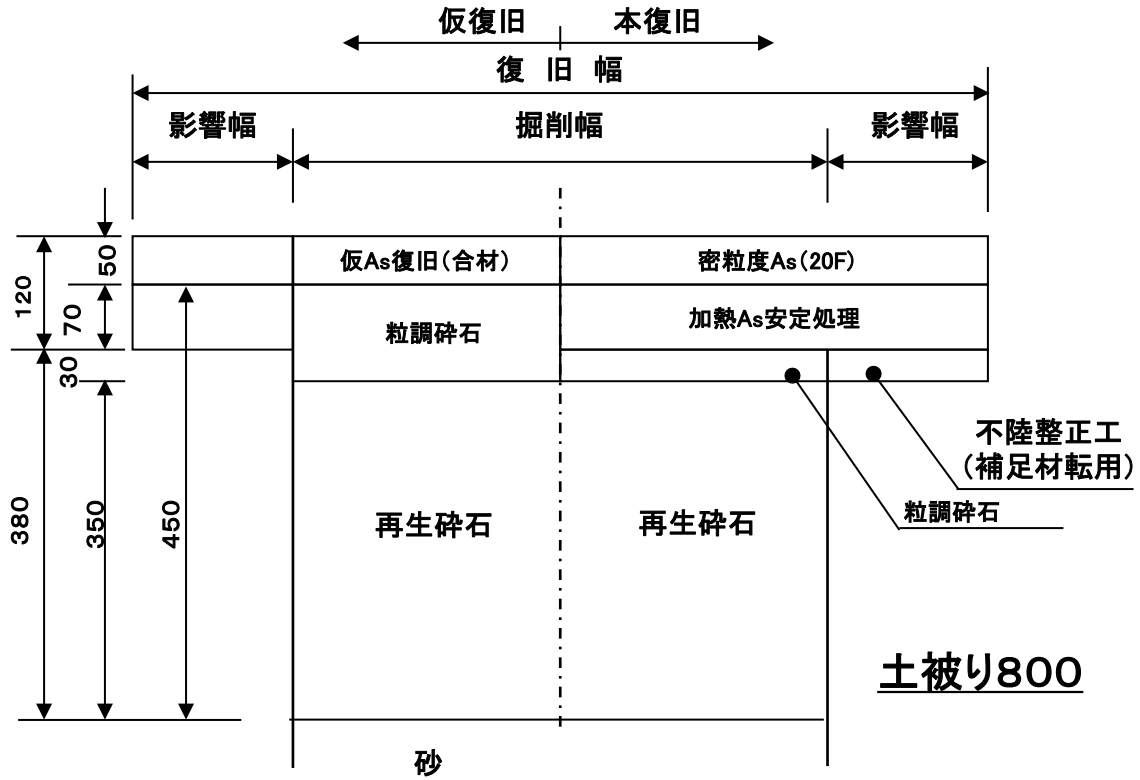 仮復旧 本復旧
復 旧 幅
影響幅 掘削幅 影響幅
仮As復旧(合材) 密粒度As(20F)
粒調砕石 加熱As安定処理
120
50
70
30
380
350
450
不陸整正工
(補足材転用)
粒調砕石
再生砕石 再生砕石
土被り800
砂